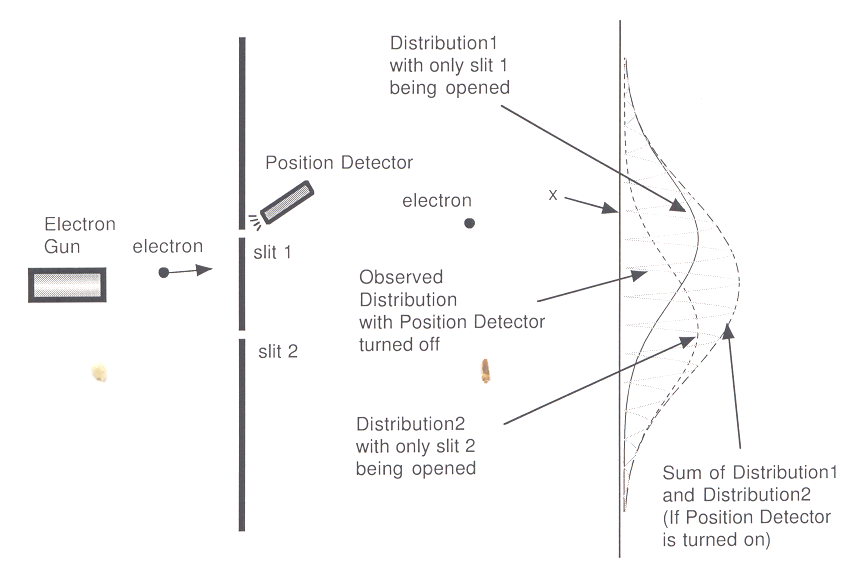 Distribution1
with only slit 1
being opened
Position Detector
electron
x
Electron
Gun
electron
slit 1
Observed
Distribution
with Position Detector
turned off
slit 2
Distribution2
with only slit 2
being opened
Sum of Distribution1
and Distribution2
(If Position Detector
is turned on)